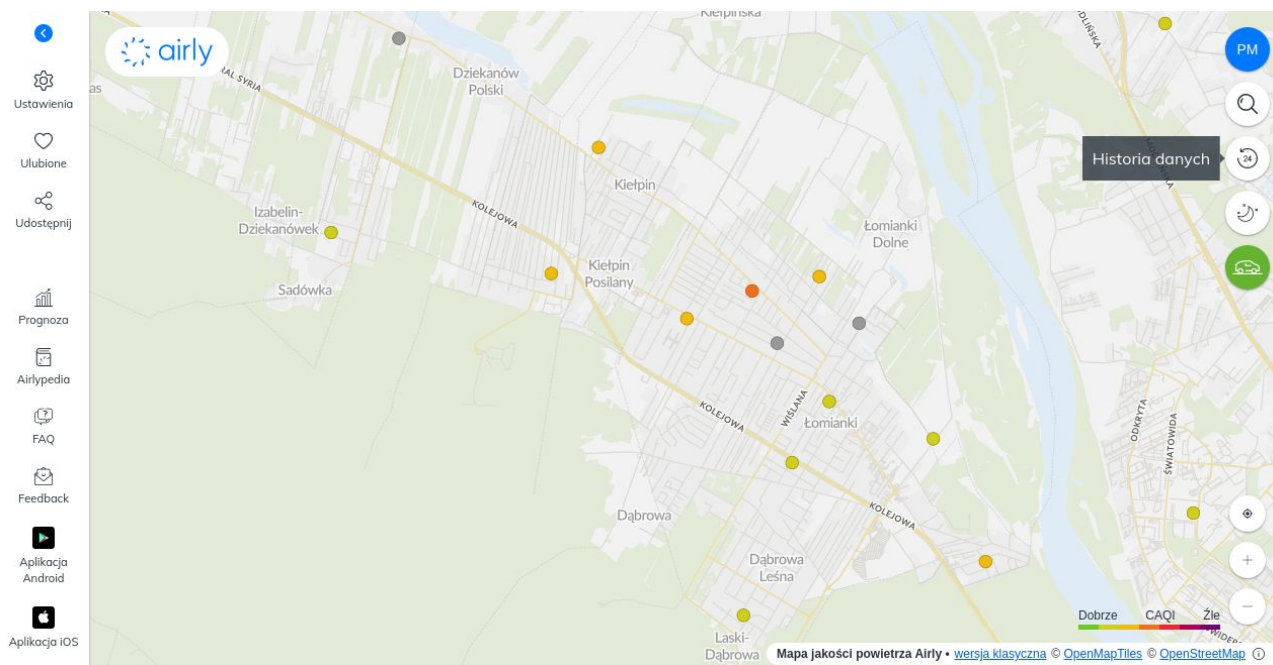 Ustawienia
Ulubione
Udostępnij
Prognoza
Airlypedia
FAQ
Feedback
Aplikacja
Android
Aplikacja iOS
airly
Kiełpińska
Dziekanów
Polski
KOLEJOWA
Kiełpin
Izabelin-
Dziekanówek
Sadówka
Kiełpin
Posilany
Łomianki
Dolne
WIŚLANA
KOLEJOWA
Łomianki
KOLEJOWA
Dąbrowa
Dąbrowa
Leśna
Laski-
Dąbrowa
ODKRYTA
ŚWIATOWIDA
PM
Historia danych
24
Dobrze CAQI Źle
Mapa jakości powietrza Airly • wersja klasyczna © OpenMapTiles © OpenStreetMap